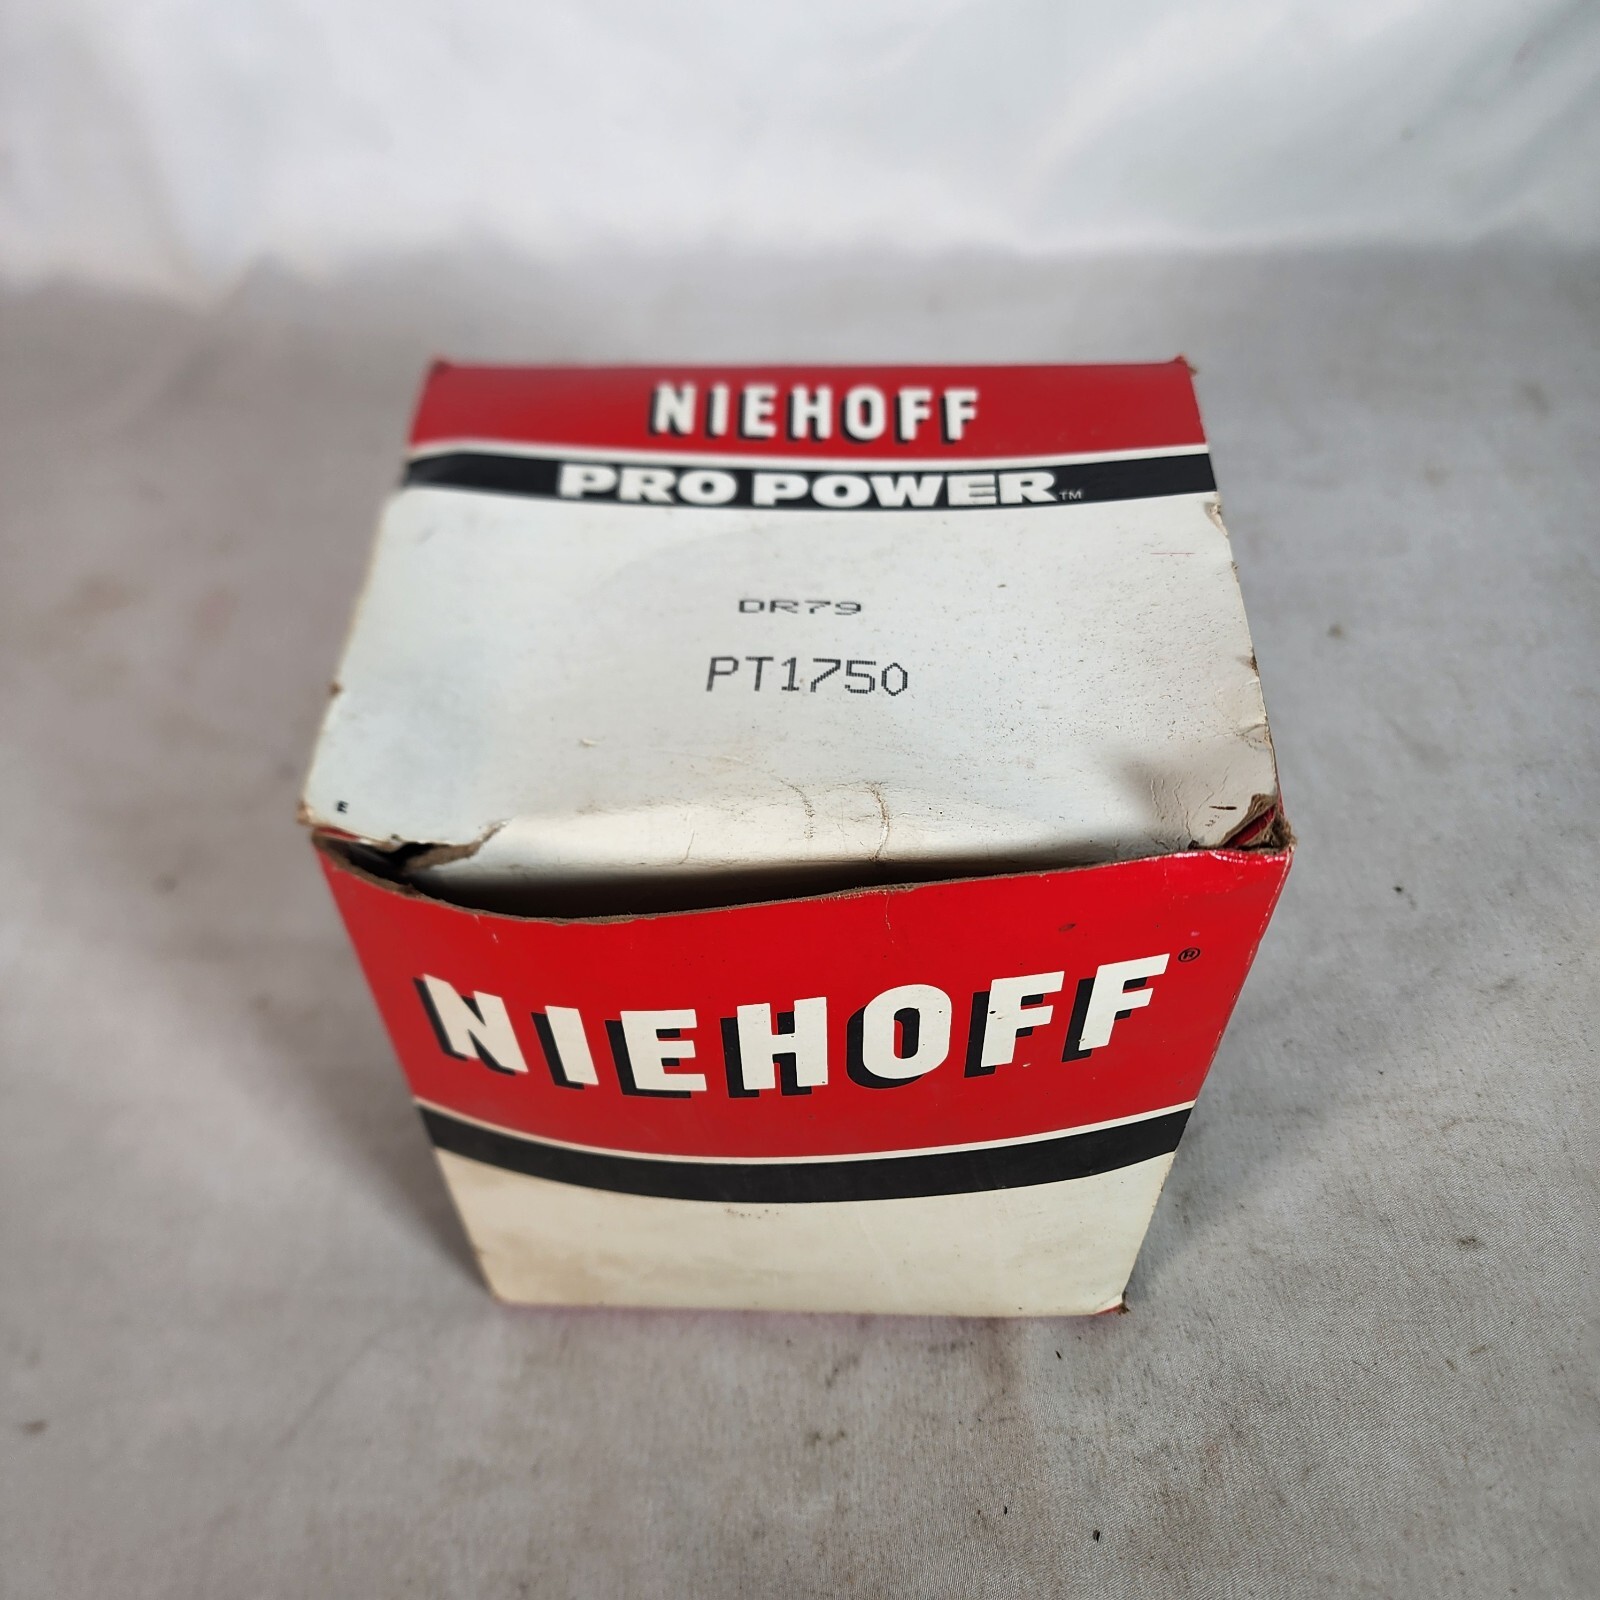 NIEHOFF
PRO POWER™
DR79
PT1750
E
NIEHOFF®